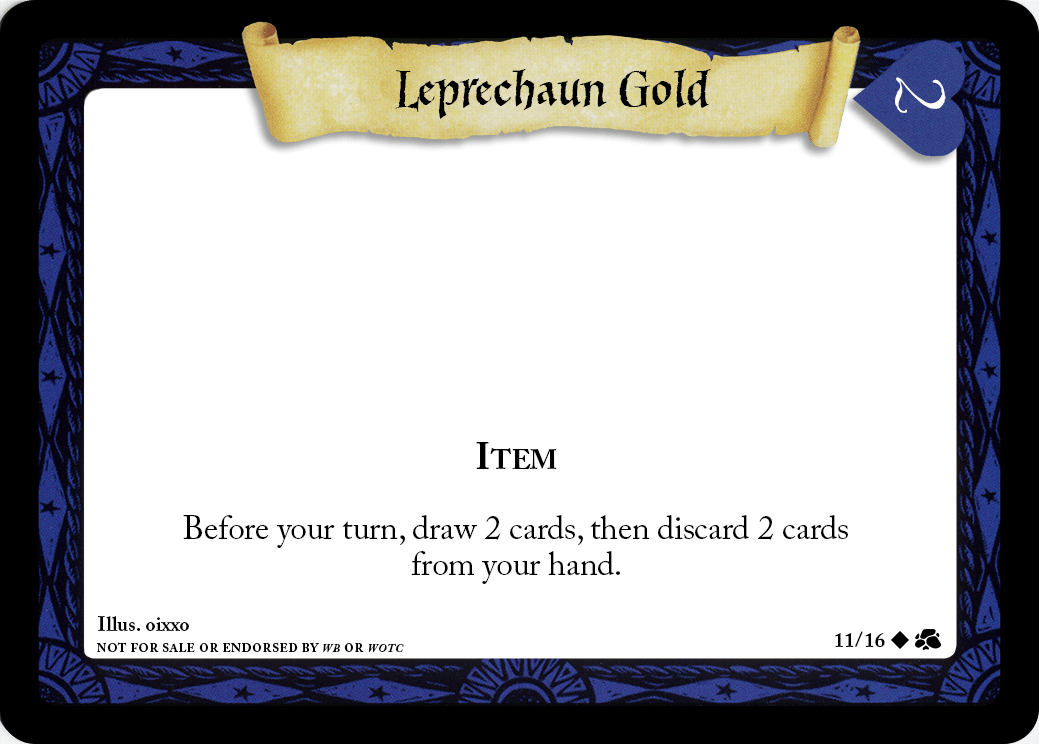 Leprechaun Gold
2
Item
Before your turn, draw 2 cards, then discard 2 cards
from your hand.
Illus. oixxo
NOT FOR SALE OR ENDORSED BY WB OR WOTC
11/16